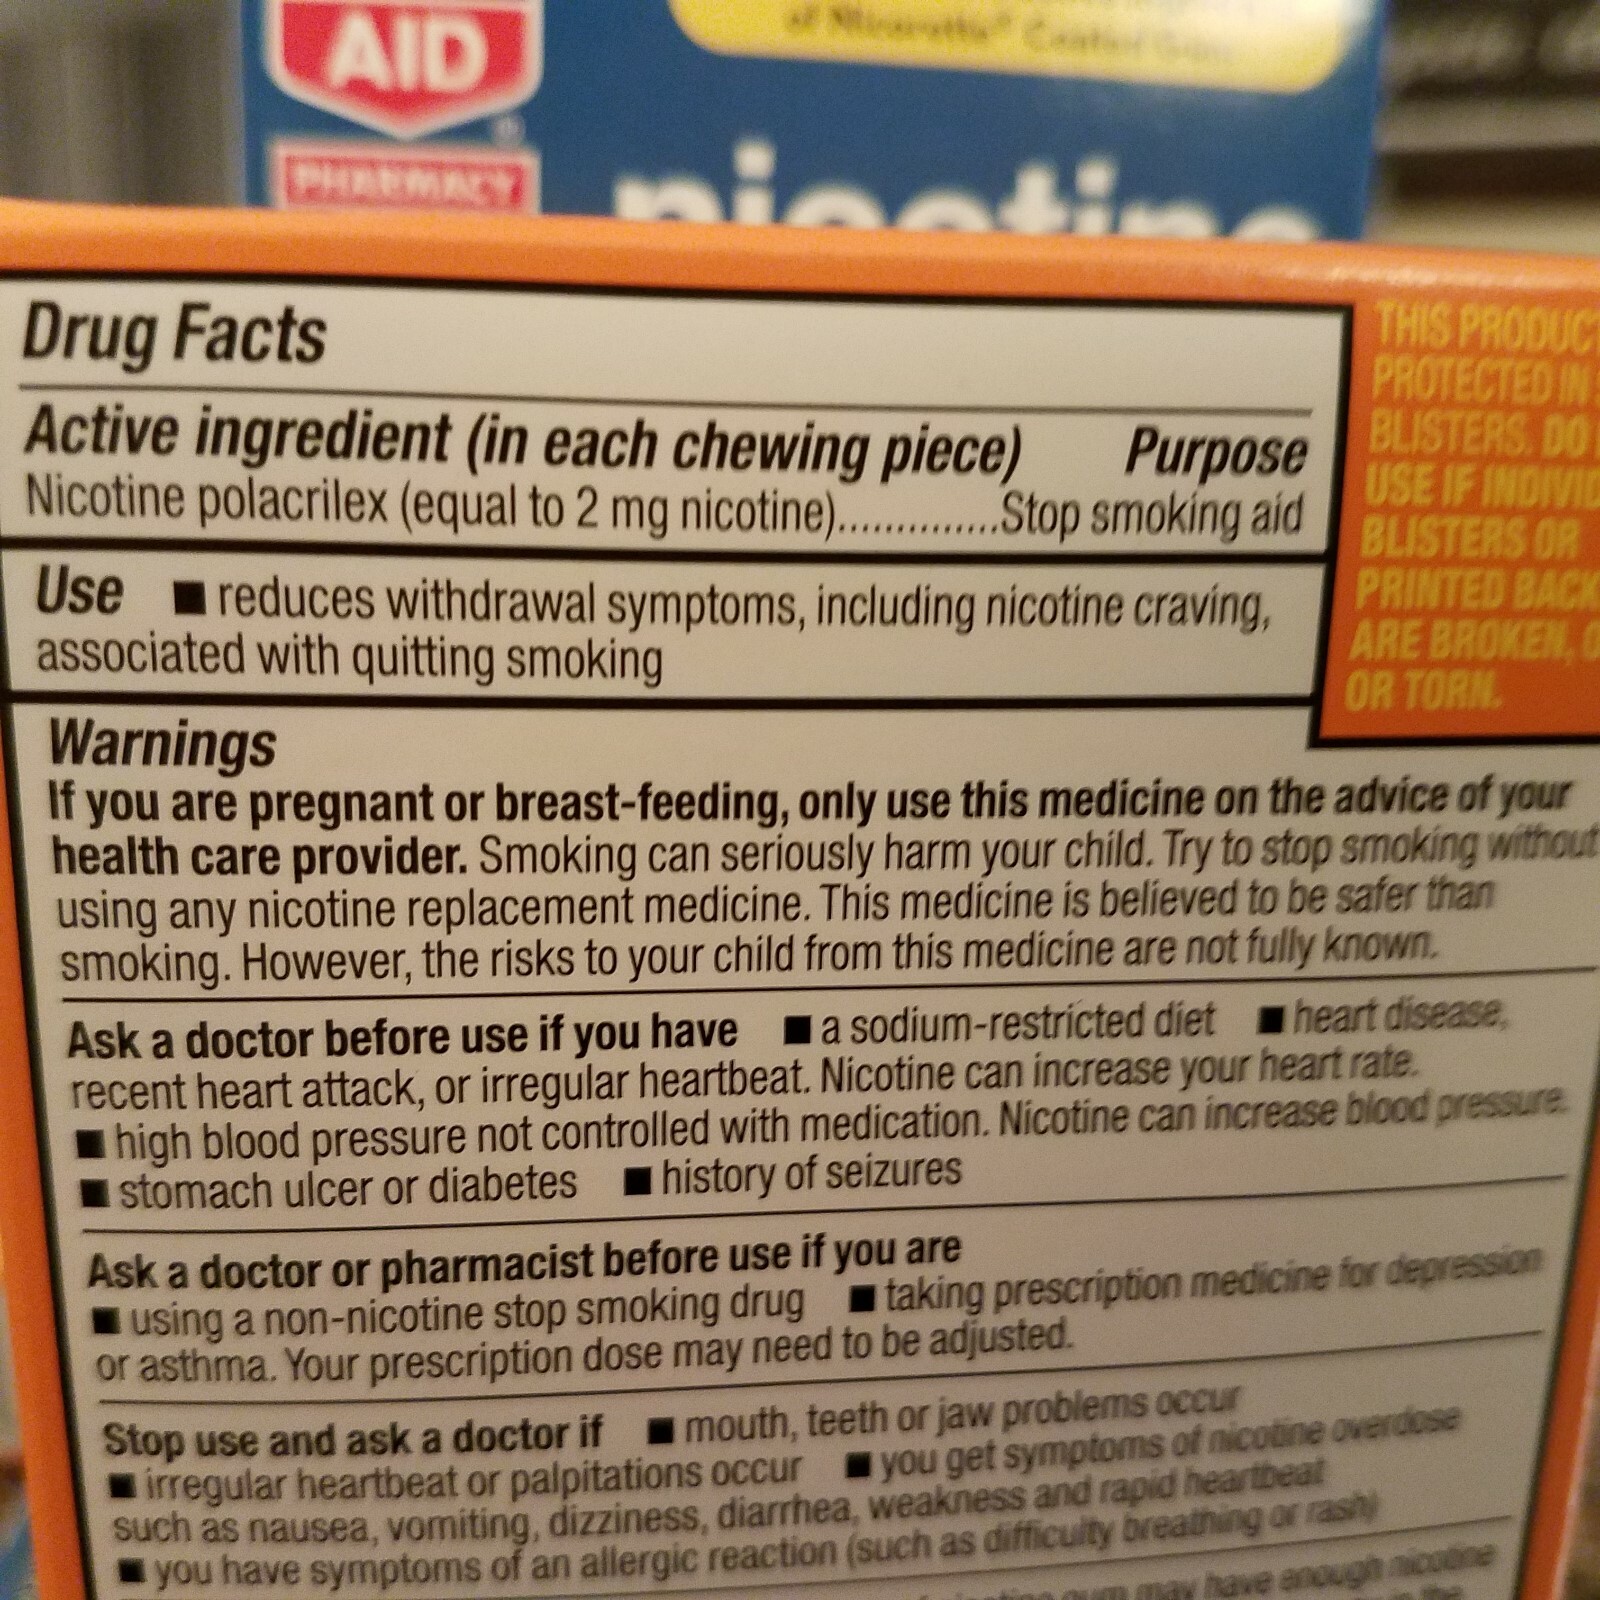 AID
PHARMACY
nicotine
Drug Facts
Active ingredient (in each chewing piece) Purpose
Nicotine polacrilex (equal to 2 mg nicotine)..............Stop smoking aid
Use ■ reduces withdrawal symptoms, including nicotine craving,
associated with quitting smoking
THIS PRODUCT
PROTECTED IN
BLISTERS. DO
USE IF
BLISTERS OR
PRINTED
ARE BROKEN,
OR TORN.
Warnings
If you are pregnant or breast-feeding, only use this medicine on the advice of your
health care provider. Smoking can seriously harm your child. Try to stop smoking without
using any nicotine replacement medicine. This medicine is believed to be safer than
smoking. However, the risks to your child from this medicine are not fully known.
Ask a doctor before use if you have ■ a sodium-restricted diet ■ heart disease,
recent heart attack, or irregular heartbeat. Nicotine can increase your heart rate.
■ high blood pressure not controlled with medication. Nicotine can increase blood pressure.
■ stomach ulcer or diabetes ■ history of seizures
Ask a doctor or pharmacist before use if you are
■ using a non-nicotine stop smoking drug ■ taking prescription medicine for depression
or asthma. Your prescription dose may need to be adjusted.
Stop use and ask a doctor if ■ mouth, teeth or jaw problems occur
■ irregular heartbeat or palpitations occur ■ you get symptoms of nicotine overdose
such as nausea, vomiting, dizziness, diarrhea, weakness and rapid heartbeat
■ you have symptoms of an allergic reaction (such as difficulty breathing or rash)
gum may have enough nicotine